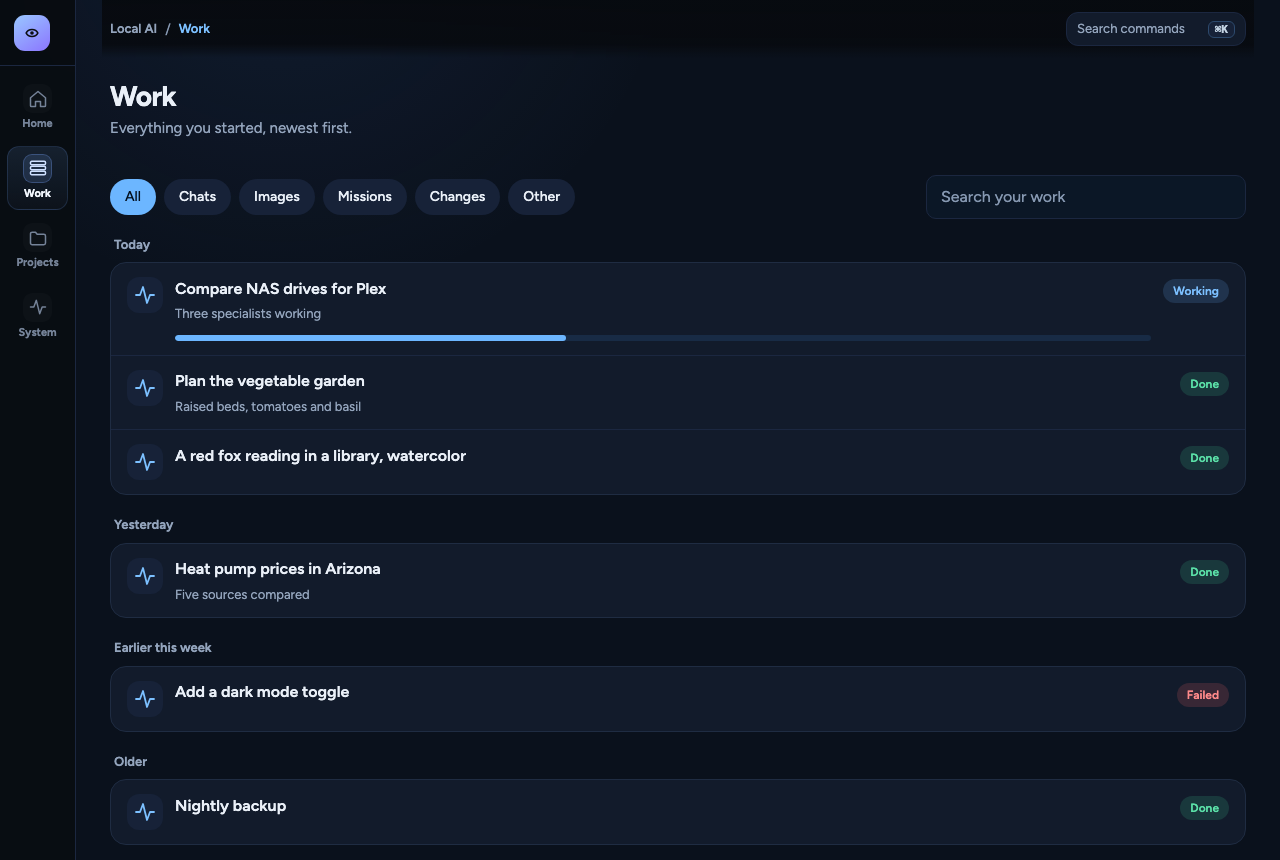 Local AI / Work
Search commands ⌘K
Home
Work
Projects
System
Work
Everything you started, newest first.
All
Chats
Images
Missions
Changes
Other
Search your work
Today
Compare NAS drives for Plex
Working
Three specialists working
Plan the vegetable garden
Done
Raised beds, tomatoes and basil
A red fox reading in a library, watercolor
Done
Yesterday
Heat pump prices in Arizona
Done
Five sources compared
Earlier this week
Add a dark mode toggle
Failed
Older
Nightly backup
Done